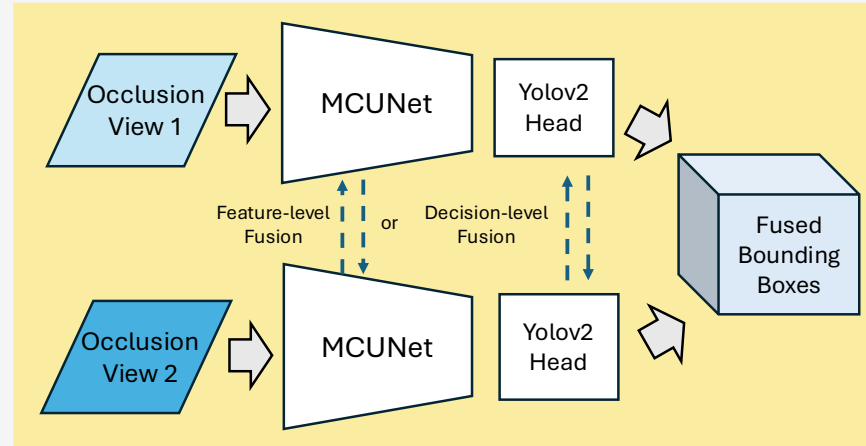 Occlusion
View 1
MCUNet
Yolov2
Head
Feature-level
Fusion
or
Decision-level
Fusion
Fused
Bounding
Boxes
Occlusion
View 2
MCUNet
Yolov2
Head